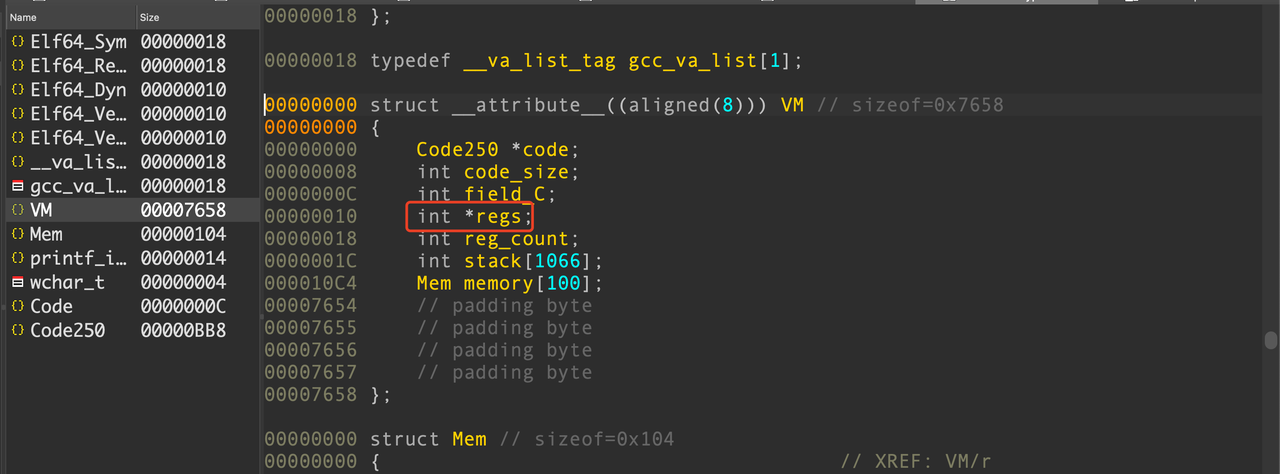 Name Size
{} Elf64_Sym 00000018
{} Elf64_Re… 00000018
{} Elf64_Dyn 00000010
{} Elf64_Ve… 00000010
{} Elf64_Ve… 00000010
{} __va_lis… 00000018
gcc_va_l… 00000018
{} VM 00007658
{} Mem 00000104
{} printf_i… 00000014
wchar_t 00000004
{} Code 0000000C
{} Code250 00000BB8
00000018 };
00000018 typedef __va_list_tag gcc_va_list[1];
00000000 struct __attribute__((aligned(8))) VM // sizeof=0x7658
00000000 {
00000000 Code250 *code;
00000008 int code_size;
0000000C int field_C;
00000010 int *regs;
00000018 int reg_count;
0000001C int stack[1066];
000010C4 Mem memory[100];
00007654 // padding byte
00007655 // padding byte
00007656 // padding byte
00007657 // padding byte
00007658 };
00000000 struct Mem // sizeof=0x104
00000000 { // XREF: VM/r